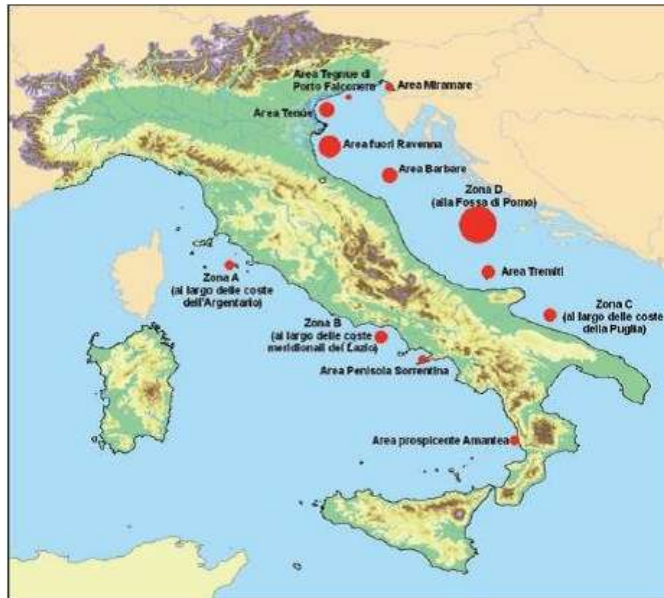 Area Tegnue di
Porto Falconera
Area Miramare
Area Tenùe
Area fuori Ravenna
Area Barbare
Zona D
(alla Fossa di Pomo)
Area Tremiti
Zona A
(al largo delle coste
dell'Argentario)
Zona B
(al largo delle coste
meridionali del Lazio)
Zona C
(al largo delle coste
della Puglia)
Area Penisola Sorrentina
Area prospicente Amantea